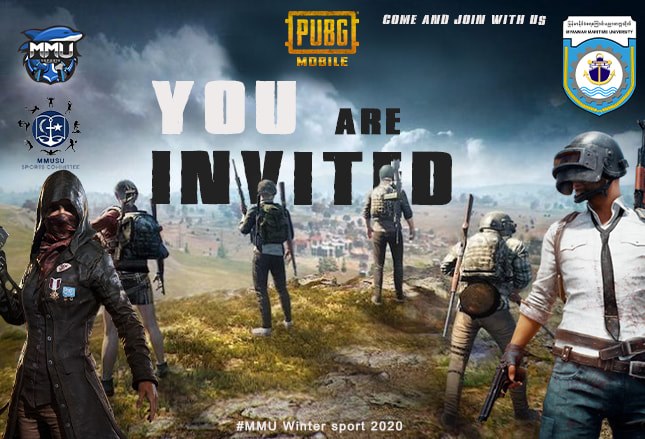 COME AND JOIN WITH US
PUBG
MOBILE
MMU
MYANMAR MARITIME UNIVERSITY
MMUSU
SPORTS COMMITTEE
YOU ARE
INVITED
#MMU Winter sport 2020